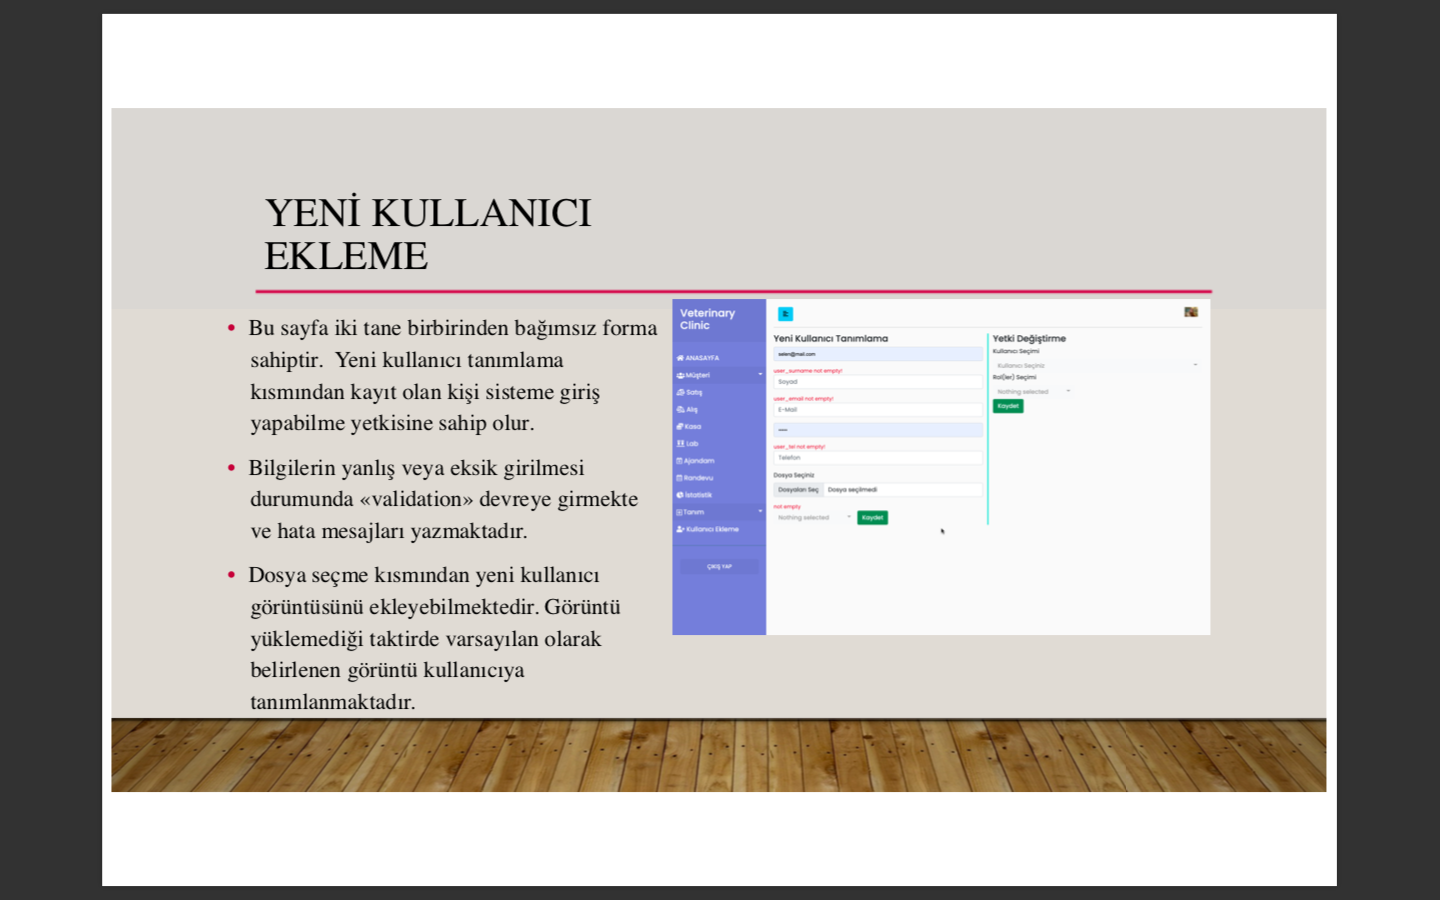 YENİ KULLANICI
EKLEME
• Bu sayfa iki tane birbirinden bağımsız forma
sahiptir.  Yeni kullanıcı tanımlama
kısmından kayıt olan kişi sisteme giriş
yapabilme yetkisine sahip olur.
• Bilgilerin yanlış veya eksik girilmesi
durumunda «validation» devreye girmekte
ve hata mesajları yazmaktadır.
• Dosya seçme kısmından yeni kullanıcı
görüntüsünü ekleyebilmektedir. Görüntü
yüklemediği taktirde varsayılan olarak
belirlenen görüntü kullanıcıya
tanımlanmaktadır.
Veterinary
Clinic
ANASAYFA
Müşteri
Satış
Alış
Kasa
Lab
Ajandam
Randevu
İstatistik
Tanım
Kullanıcı Ekleme
ÇIKIŞ YAP
Yeni Kullanıcı Tanımlama
selen@mail.com
user_surname not empty!
Soyad
user_email not empty!
E-Mail
user_tel not empty!
Telefon
Dosya Seçiniz
Dosyaları Seç Dosya seçilmedi
not empty
Nothing selected Kaydet
Yetki Değiştirme
Kullanıcı Seçimi
Kullanıcı Seçiniz
Rol(ler) Seçimi
Nothing selected
Kaydet